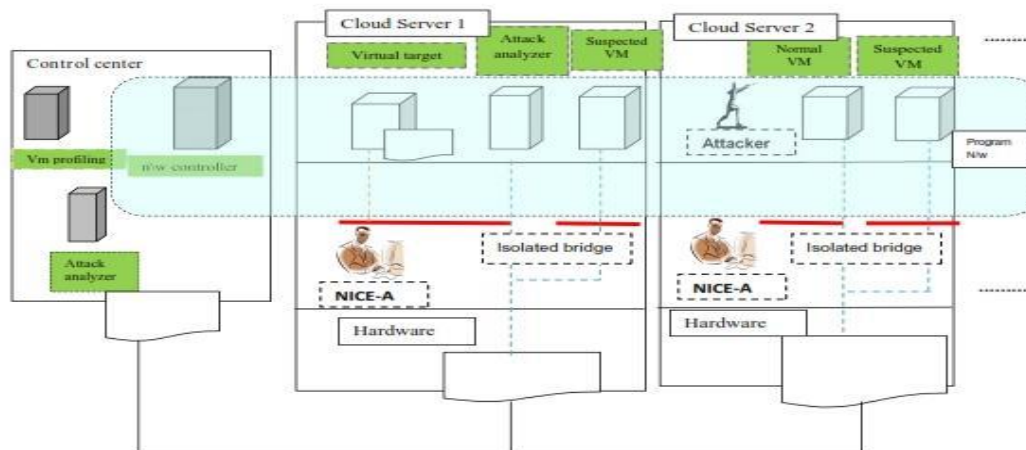 Control center
Vm profiling
n/w controller
Attack
analyzer
Cloud Server 1
Virtual target
Attack
analyzer
Suspected
VM
NICE-A
Isolated bridge
Hardware
Cloud Server 2
Normal
VM
Suspected
VM
Attacker
NICE-A
Isolated bridge
Hardware
Program
N/w